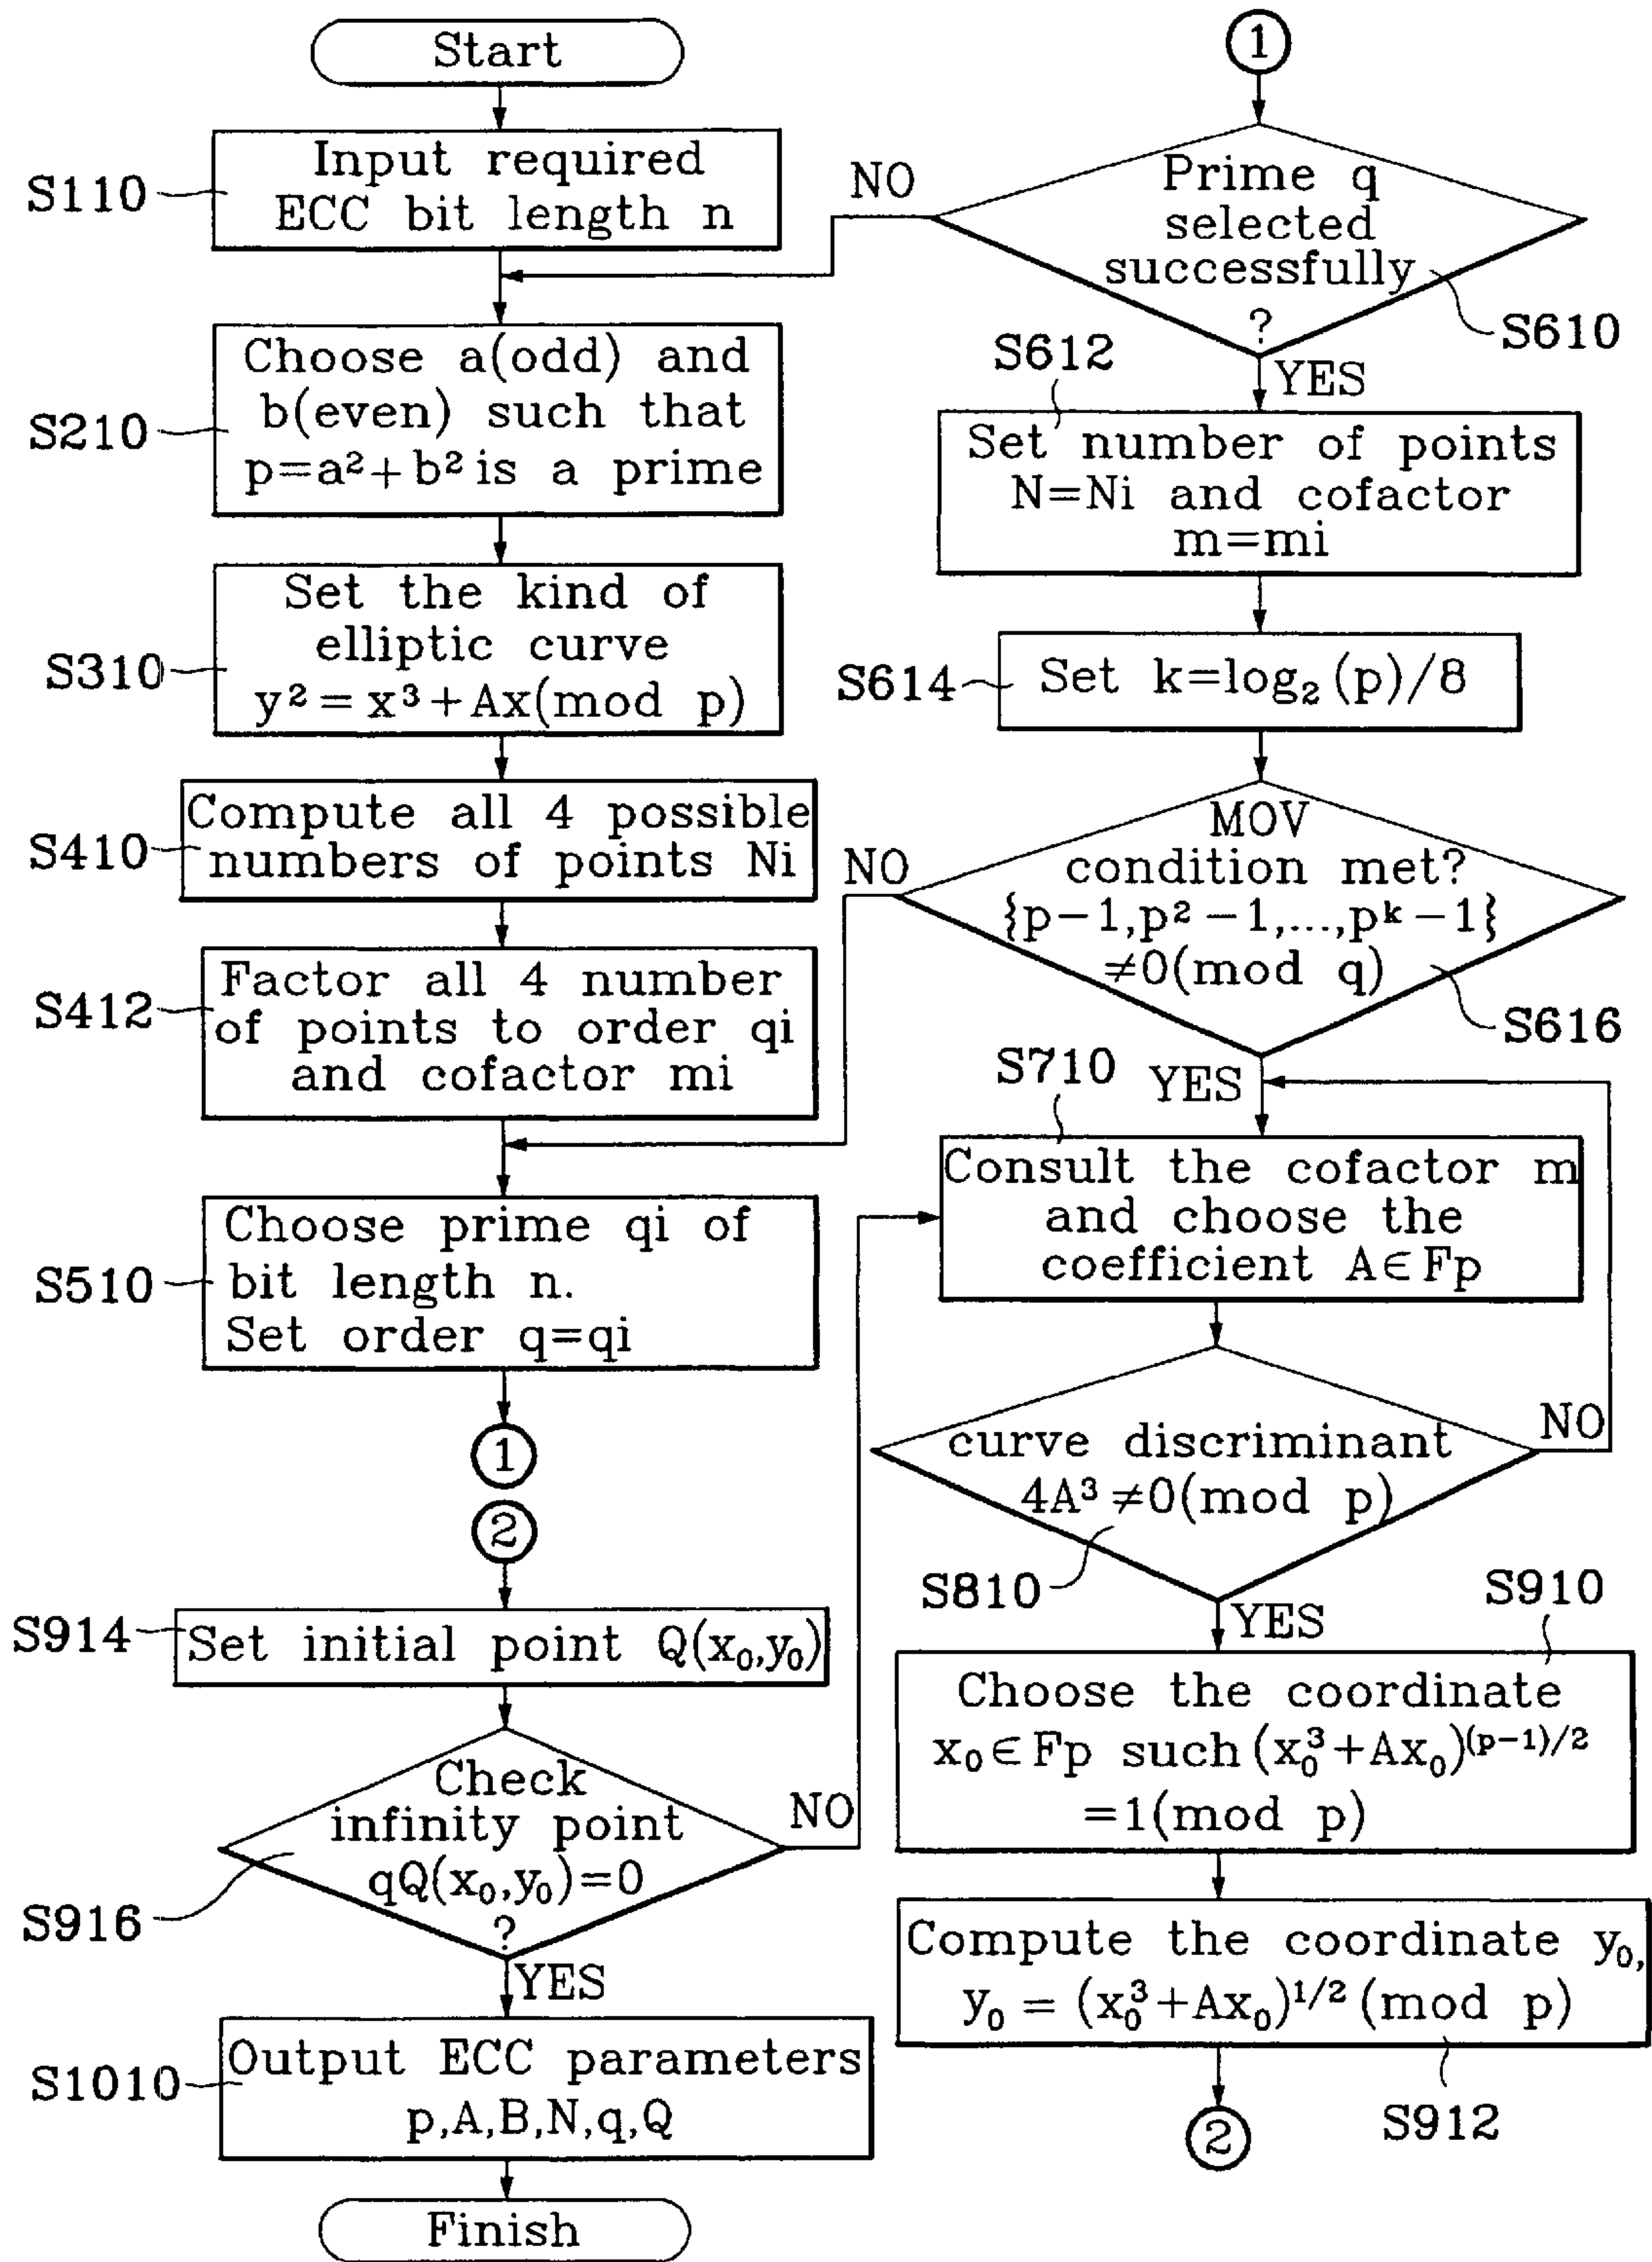 Start
S110
Input required
ECC bit length n
S210
Choose a(odd) and
b(even) such that
p=a²+b² is a prime
S310
Set the kind of
elliptic curve
y²=x³+Ax(mod p)
S410
Compute all 4 possible
numbers of points Ni
S412
Factor all 4 number
of points to order qi
and cofactor mi
S510
Choose prime qi of
bit length n.
Set order q=qi
1
2
S914
Set initial point Q(x₀,y₀)
S916
Check
infinity point
qQ(x₀,y₀)=0
?
NO
YES
S1010
Output ECC parameters
p,A,B,N,q,Q
Finish
1
NO
Prime q
selected
successfully
?
S610
YES
S612
Set number of points
N=Ni and cofactor
m=mi
S614
Set k=log₂(p)/8
NO
MOV
condition met?
{p-1,p²-1,...,pᵏ-1}
≠0(mod q)
S616
YES
S710
Consult the cofactor m
and choose the
coefficient A∈Fp
curve discriminant
4A³≠0(mod p)
NO
S810
YES
S910
Choose the coordinate
x₀∈Fp such (x₀³+Ax₀)^(p-1)/2
=1(mod p)
Compute the coordinate y₀,
y₀ = (x₀³+Ax₀)^1/2 (mod p)
S912
2